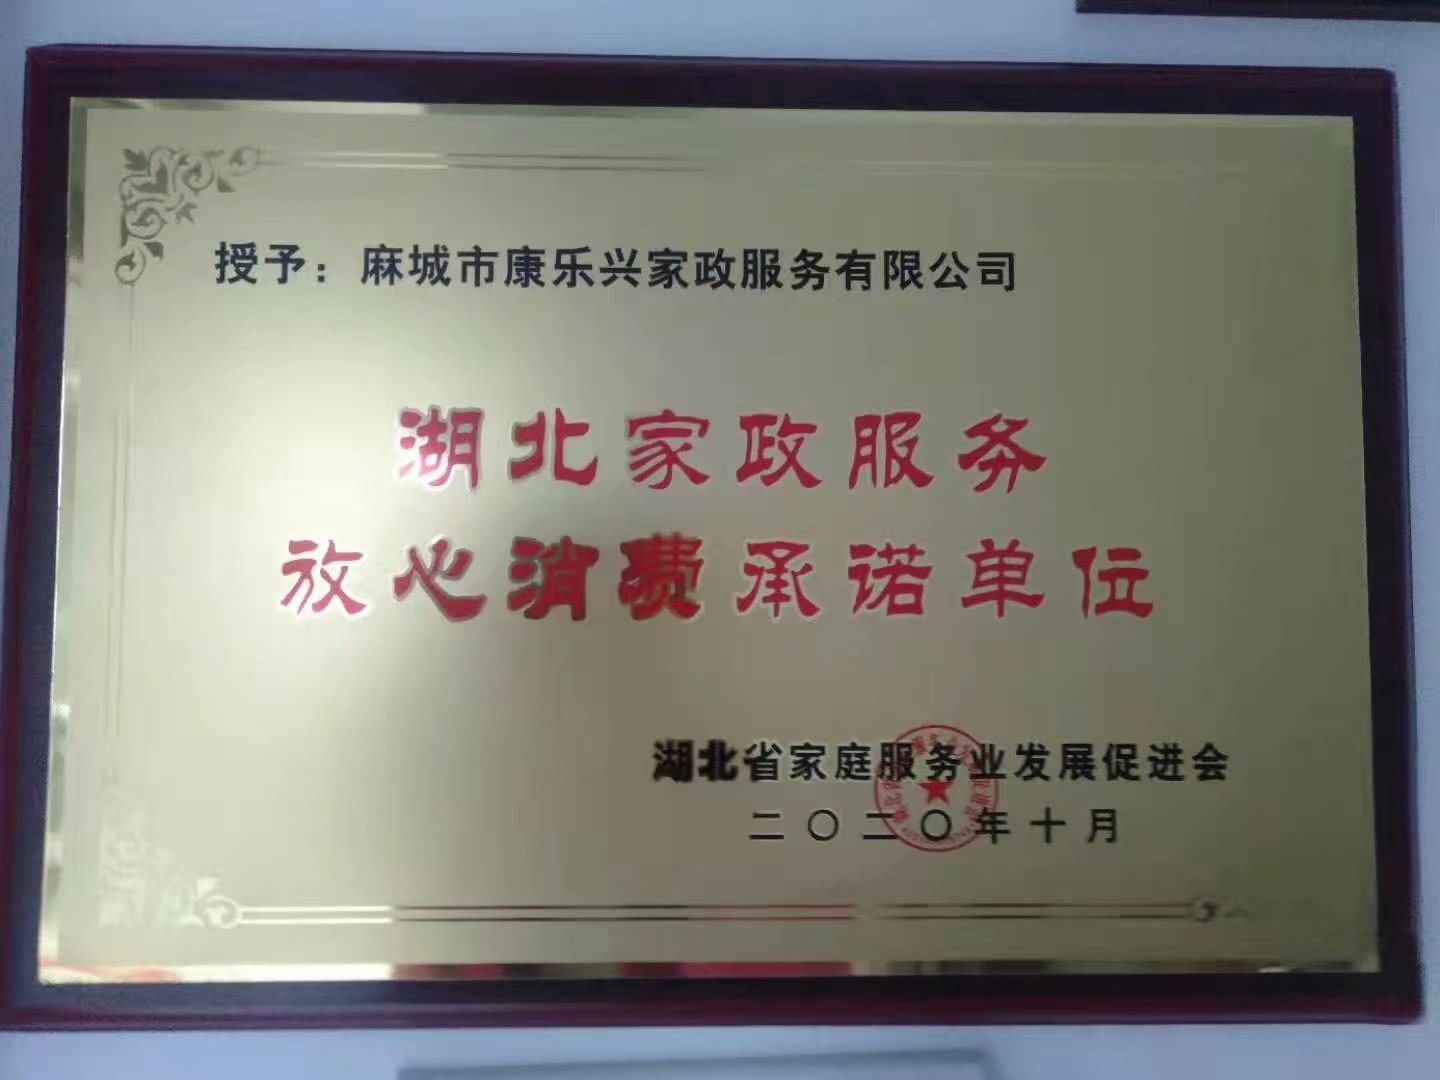 授予：麻城市康乐兴家政服务有限公司
湖北家政服务
放心消费承诺单位
湖北省家庭服务业发展促进会
二〇二〇年十月